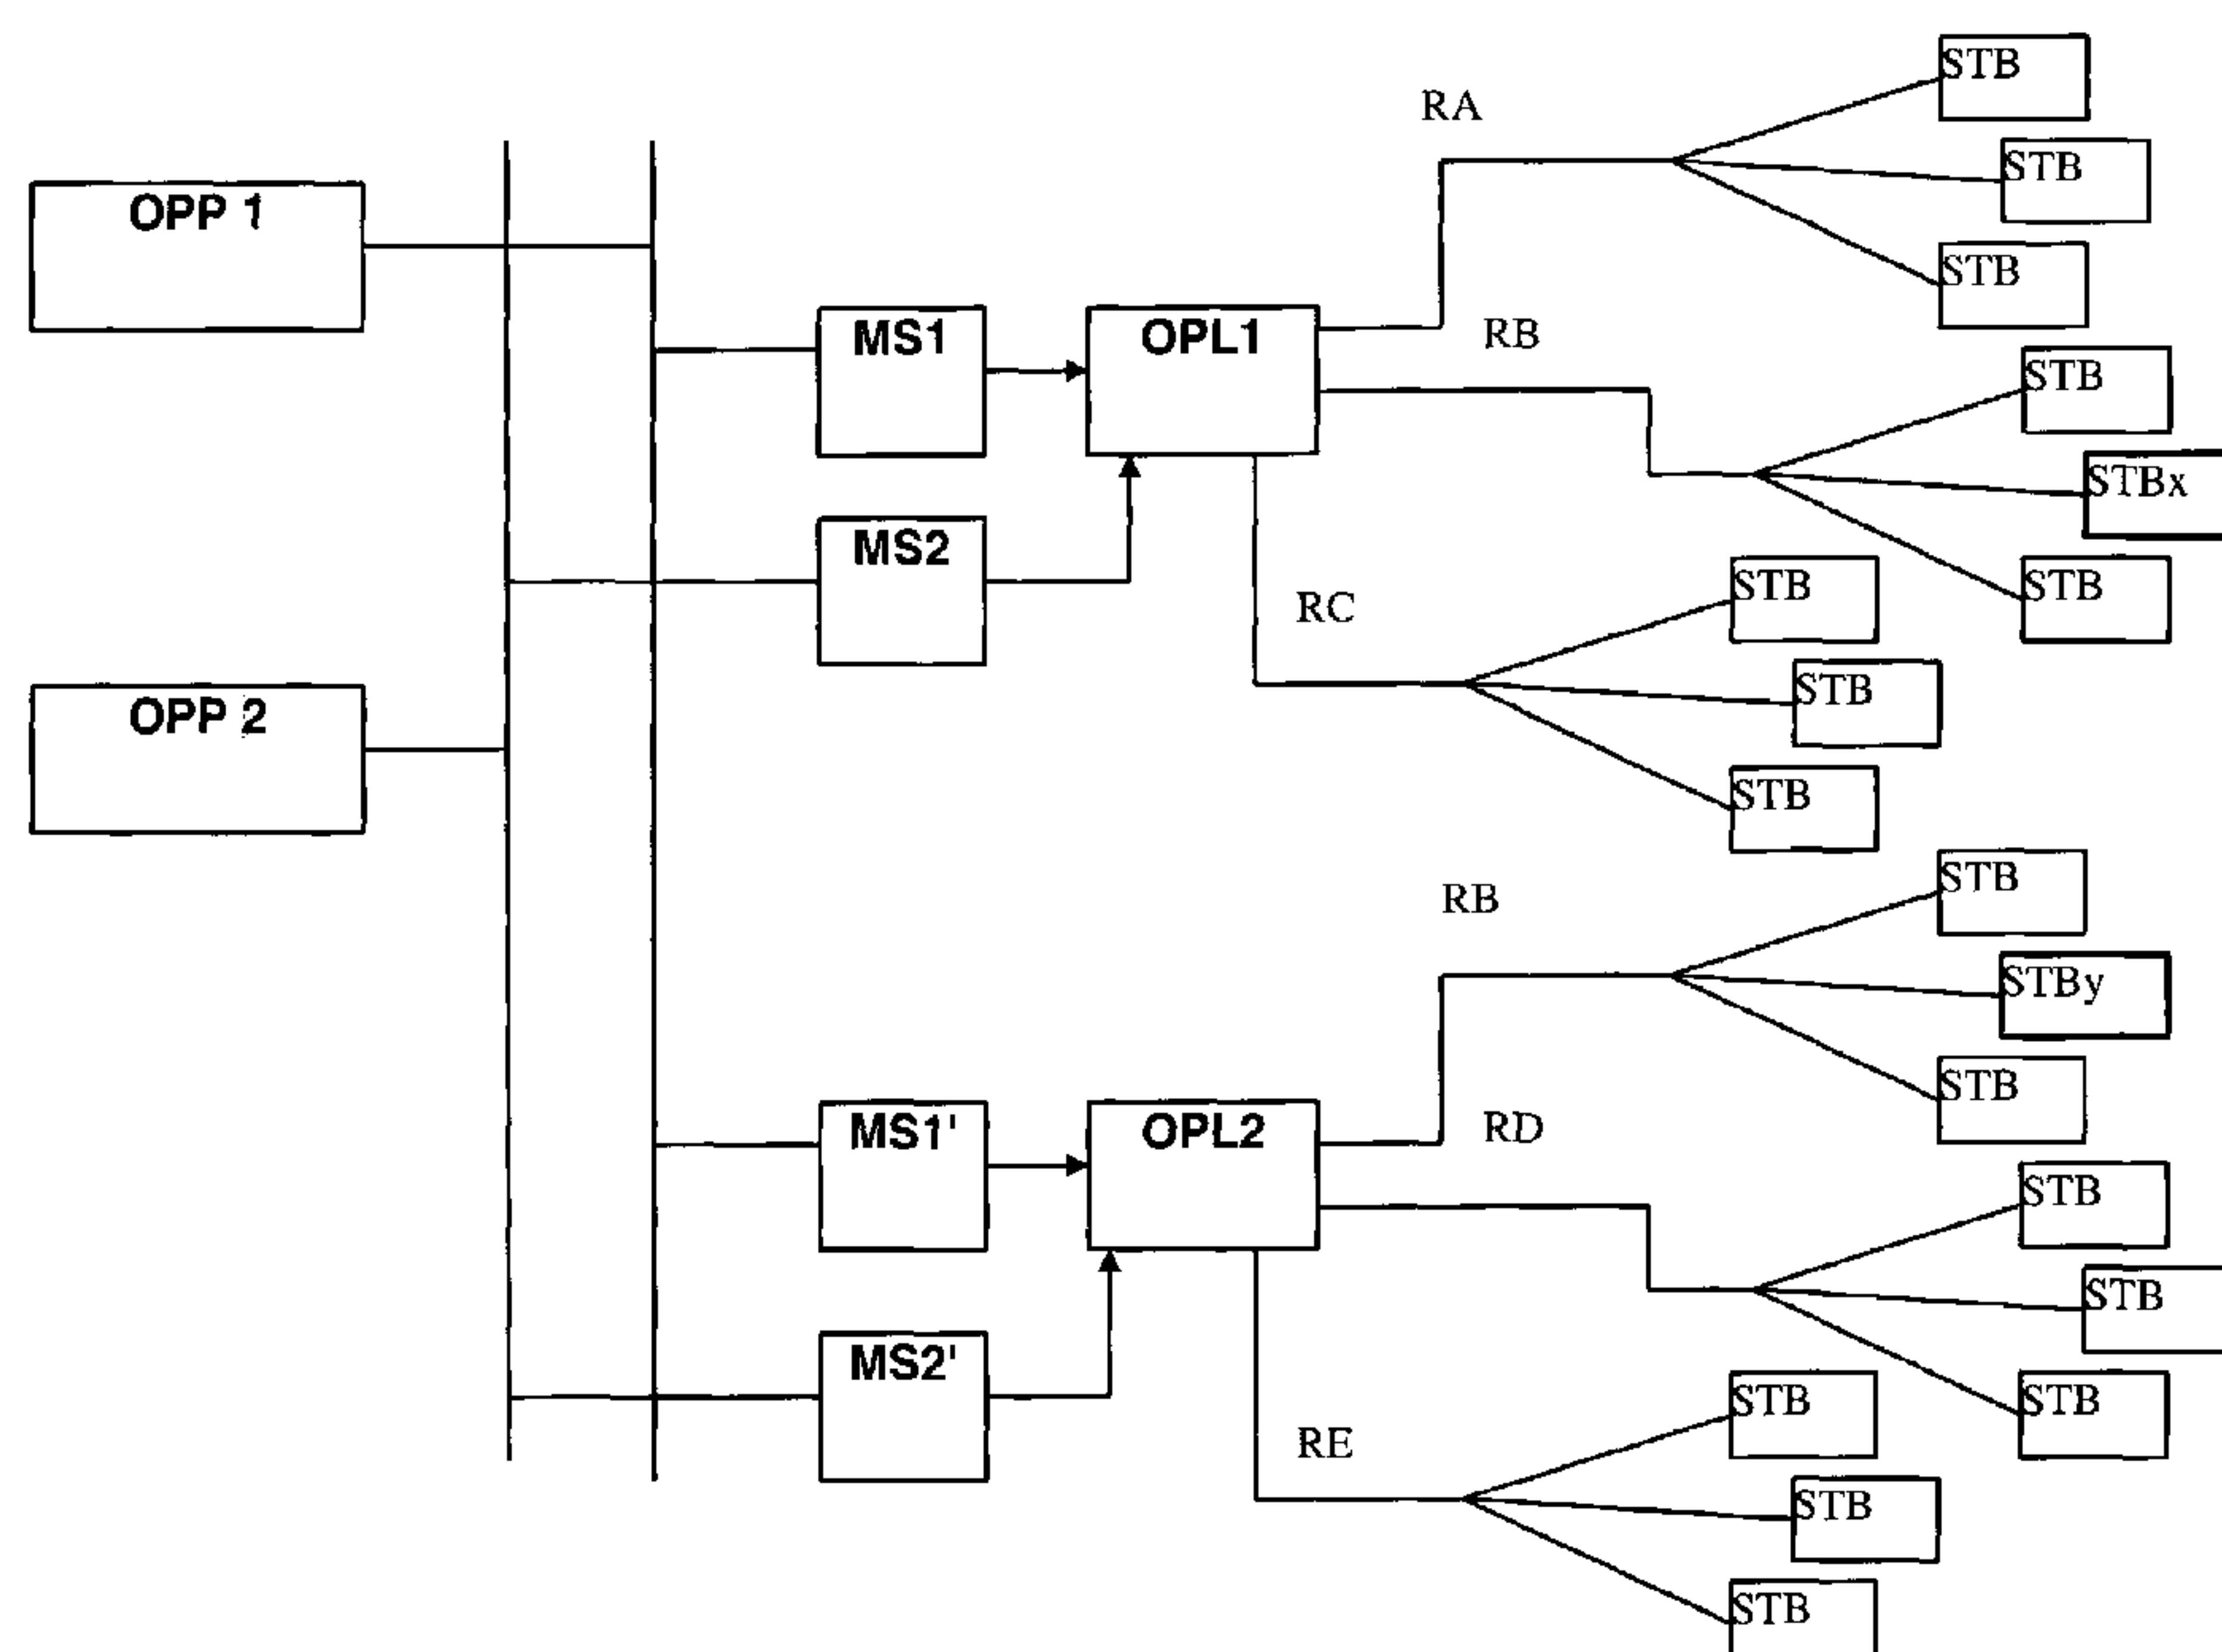 STB
RA
STB
OPP 1
STB
MS1
OPL1
RB
STB
STBx
MS2
STB
STB
RC
STB
OPP 2
STB
STB
RB
STBy
STB
MS1'
OPL2
RD
STB
STB
MS2'
STB
STB
RE
STB
STB